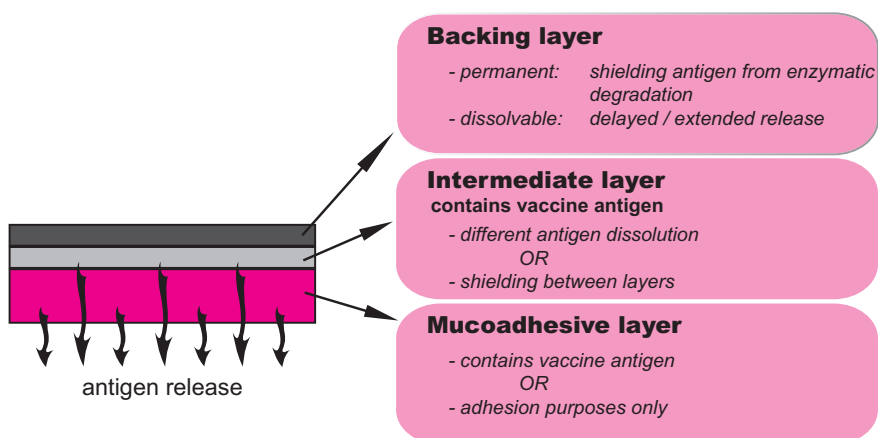 Backing layer
- permanent: shielding antigen from enzymatic
degradation
- dissolvable: delayed / extended release
Intermediate layer
contains vaccine antigen
- different antigen dissolution
OR
- shielding between layers
Mucoadhesive layer
- contains vaccine antigen
OR
- adhesion purposes only
antigen release